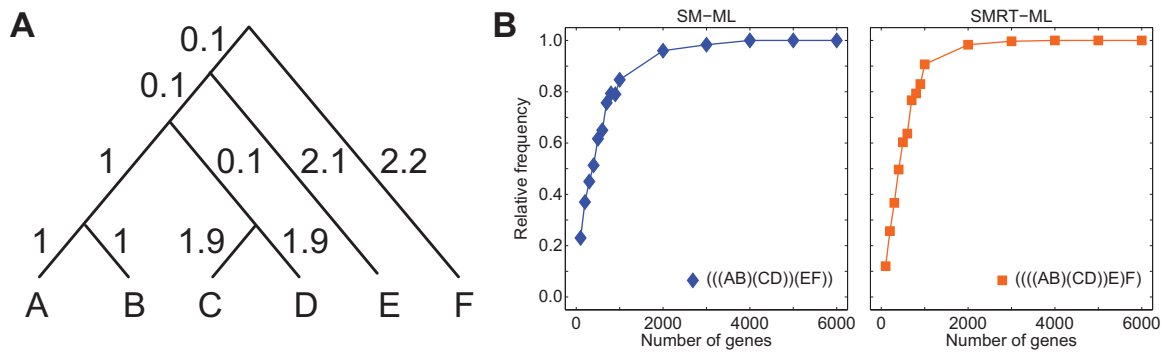 A
0.1
0.1
1
0.1
2.1
2.2
1
1
1.9
1.9
A B C D E F
B
SM−ML
SMRT−ML
Relative frequency
1.0
0.8
0.6
0.4
0.2
0.0
(((AB)(CD))(EF))
((((AB)(CD))E)F)
0 2000 4000 6000
0 2000 4000 6000
Number of genes
Number of genes